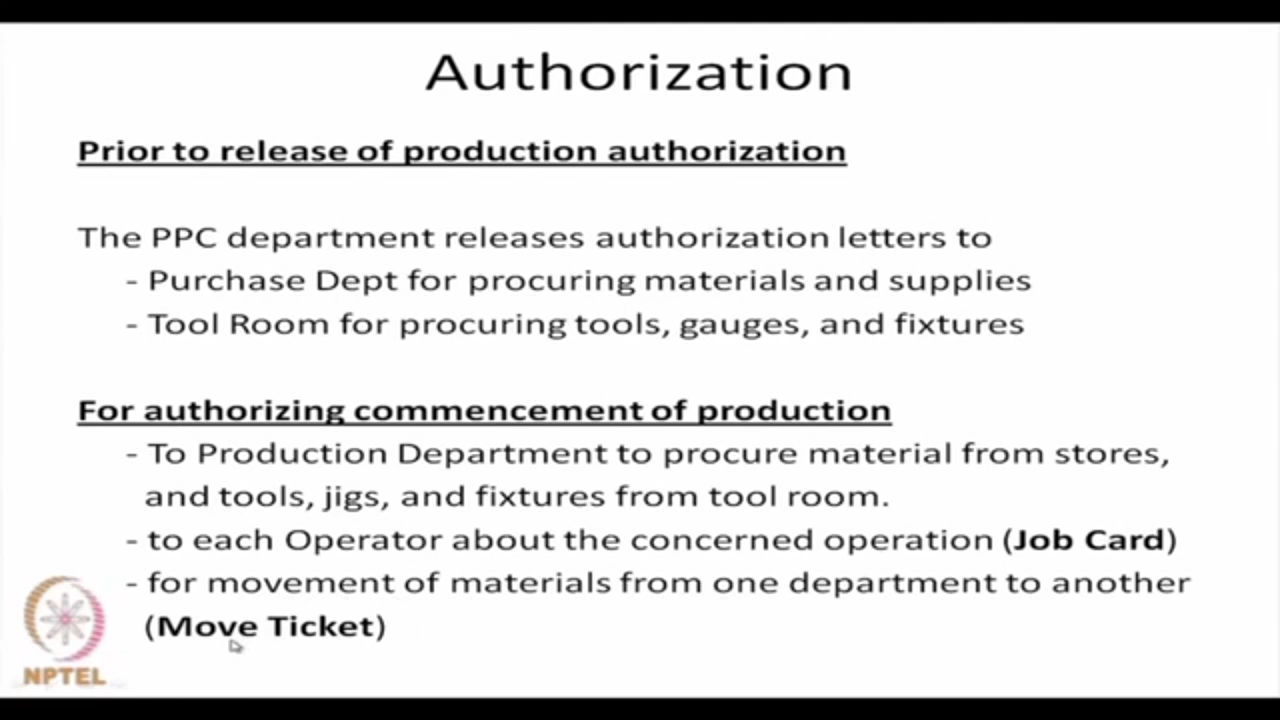 Authorization
Prior to release of production authorization
The PPC department releases authorization letters to
- Purchase Dept for procuring materials and supplies
- Tool Room for procuring tools, gauges, and fixtures
For authorizing commencement of production
- To Production Department to procure material from stores,
and tools, jigs, and fixtures from tool room.
- to each Operator about the concerned operation (Job Card)
- for movement of materials from one department to another
(Move Ticket)
NPTEL